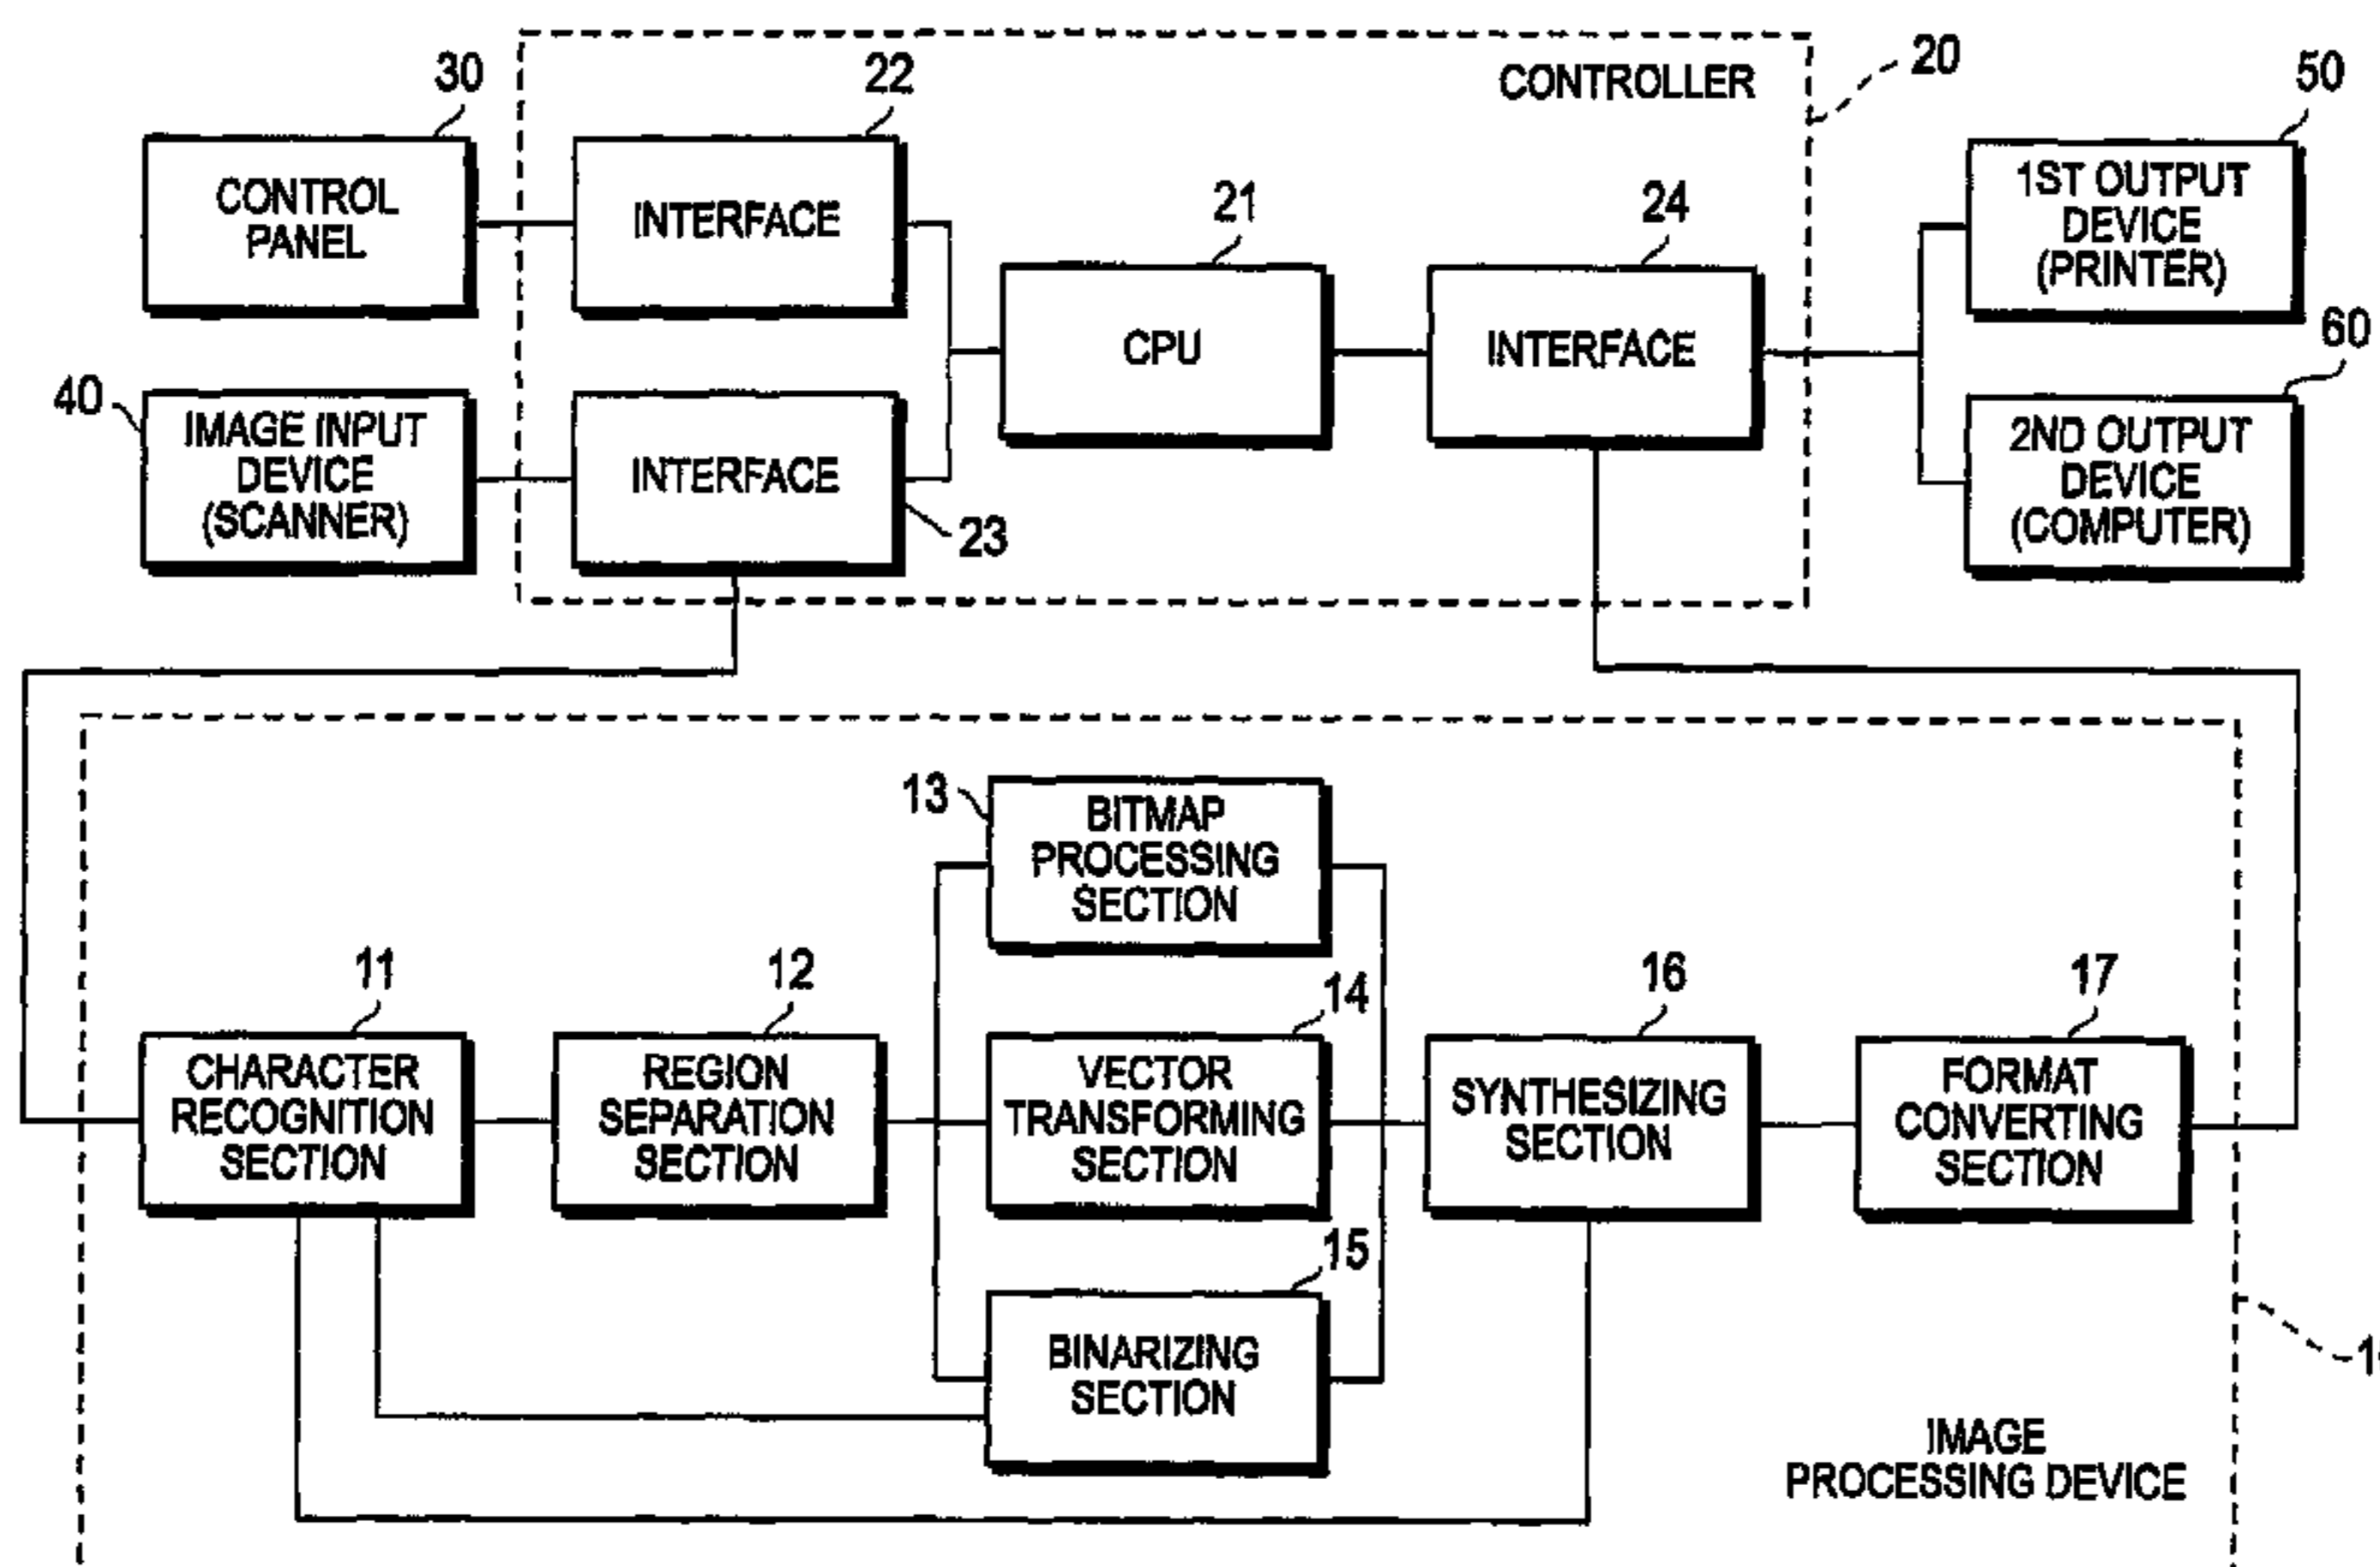 CONTROLLER
20
30
CONTROL
PANEL
22
INTERFACE
21
CPU
24
INTERFACE
50
1ST OUTPUT
DEVICE
(PRINTER)
40
IMAGE INPUT
DEVICE
(SCANNER)
INTERFACE
23
60
2ND OUTPUT
DEVICE
(COMPUTER)
13
BITMAP
PROCESSING
SECTION
11
CHARACTER
RECOGNITION
SECTION
12
REGION
SEPARATION
SECTION
14
VECTOR
TRANSFORMING
SECTION
16
SYNTHESIZING
SECTION
17
FORMAT
CONVERTING
SECTION
15
BINARIZING
SECTION
IMAGE
PROCESSING DEVICE